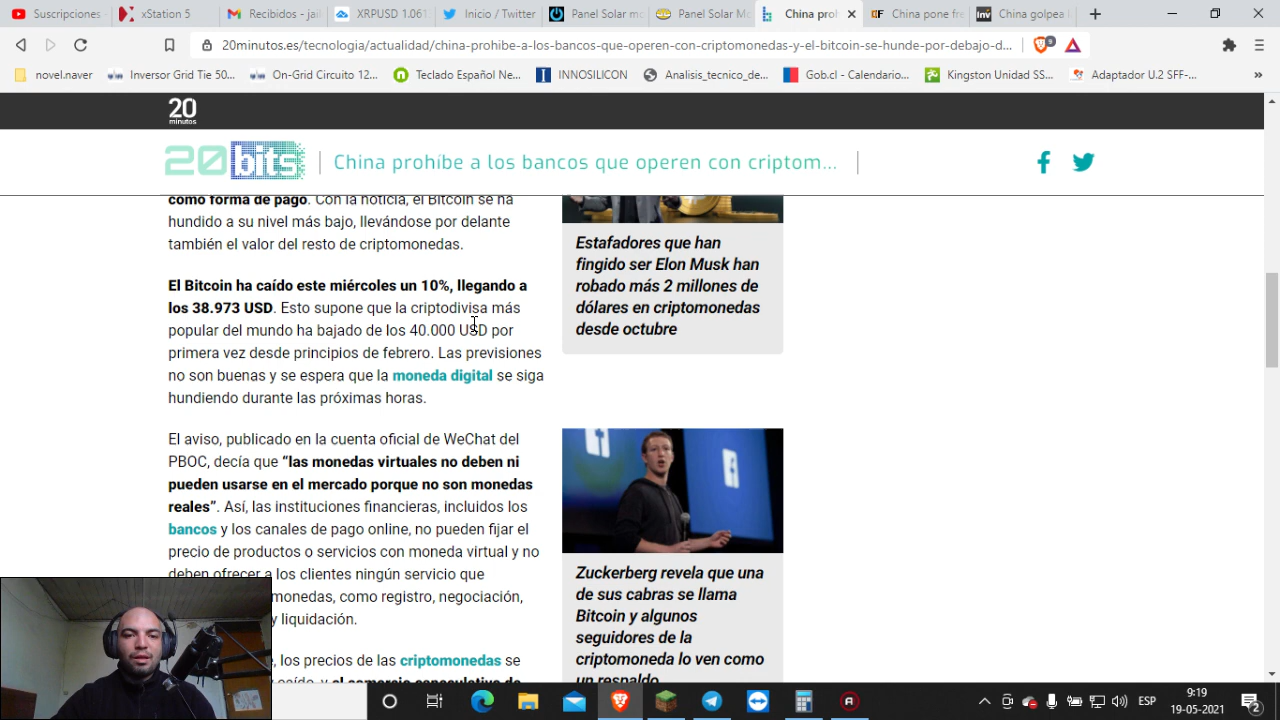 Suscripciones
xStation 5
Recibidos - jail
XRPUSD 1.061
Inicio / Twitter
Panel Solar mo
Panel Solar Mo
China proh
China pone fre
China golpea
20minutos.es/tecnologia/actualidad/china-prohibe-a-los-bancos-que-operen-con-criptomonedas-y-el-bitcoin-se-hunde-por-debajo-d...
9
novel.naver
Inversor Grid Tie 50...
On-Grid Circuito 12...
Teclado Español Ne...
INNOSILICON
Analisis_tecnico_de...
Gob.cl - Calendario...
Kingston Unidad SS...
Adaptador U.2 SFF-...
»
20
minutos
20 bits
China prohíbe a los bancos que operen con criptom...
como forma de pago. Con la noticia, el Bitcoin se ha
hundido a su nivel más bajo, llevándose por delante
también el valor del resto de criptomonedas.
El Bitcoin ha caído este miércoles un 10%, llegando a
los 38.973 USD. Esto supone que la criptodivisa más
popular del mundo ha bajado de los 40.000 USD por
primera vez desde principios de febrero. Las previsiones
no son buenas y se espera que la moneda digital se siga
hundiendo durante las próximas horas.
El aviso, publicado en la cuenta oficial de WeChat del
PBOC, decía que “las monedas virtuales no deben ni
pueden usarse en el mercado porque no son monedas
reales”. Así, las instituciones financieras, incluidos los
bancos y los canales de pago online, no pueden fijar el
precio de productos o servicios con moneda virtual y no
deben ofrecer a los clientes ningún servicio que
monedas, como registro, negociación,
y liquidación.
, los precios de las criptomonedas se
Estafadores que han
fingido ser Elon Musk han
robado más 2 millones de
dólares en criptomonedas
desde octubre
Zuckerberg revela que una
de sus cabras se llama
Bitcoin y algunos
seguidores de la
criptomoneda lo ven como
un respaldo
ESP
9:19
19-05-2021
2